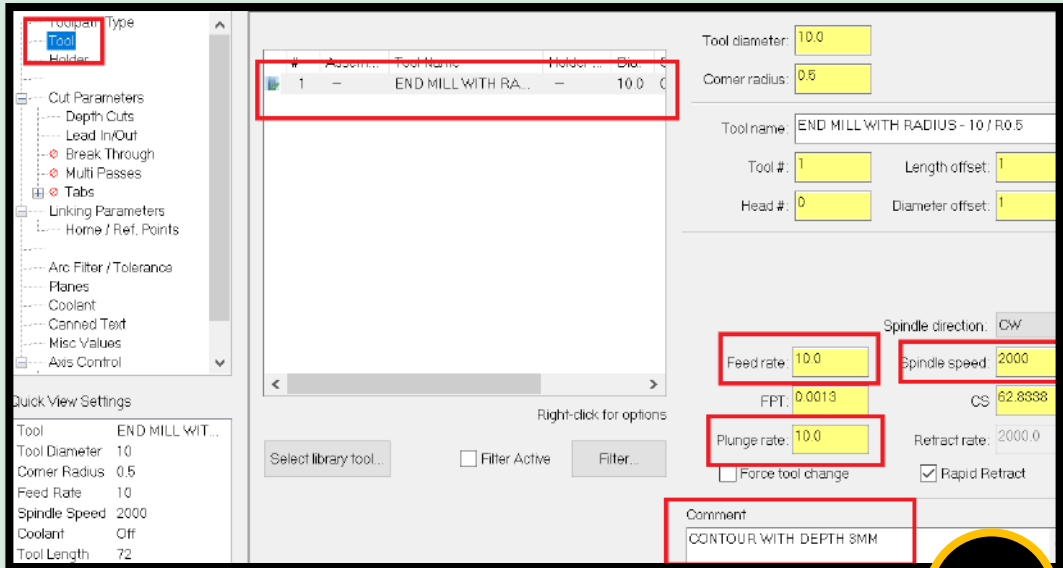 Toolpath Type
Tool
Holder
Cut Parameters
Depth Cuts
Lead In/Out
Break Through
Multi Passes
Tabs
Linking Parameters
Home / Ref. Points
Arc Filter / Tolerance
Planes
Coolant
Canned Text
Misc Values
Axis Control
Quick View Settings
Tool END MILL WIT...
Tool Diameter 10
Corner Radius 0.5
Feed Rate 10
Spindle Speed 2000
Coolant Off
Tool Length 72
# Assem... Tool Name Holder ... Dia.
1 – END MILL WITH RA... – 10.0
Right-click for options
Select library tool...
Filter Active
Filter...
Tool diameter: 10.0
Corner radius: 0.5
Tool name: END MILL WITH RADIUS - 10 / R0.5
Tool #: 1 Length offset: 1
Head #: 0 Diameter offset: 1
Spindle direction: CW
Feed rate: 10.0 Spindle speed: 2000
FPT: 0.0013 CS 62.8338
Plunge rate: 10.0 Retract rate: 2000.0
Force tool change Rapid Retract
Comment
CONTOUR WITH DEPTH 3MM